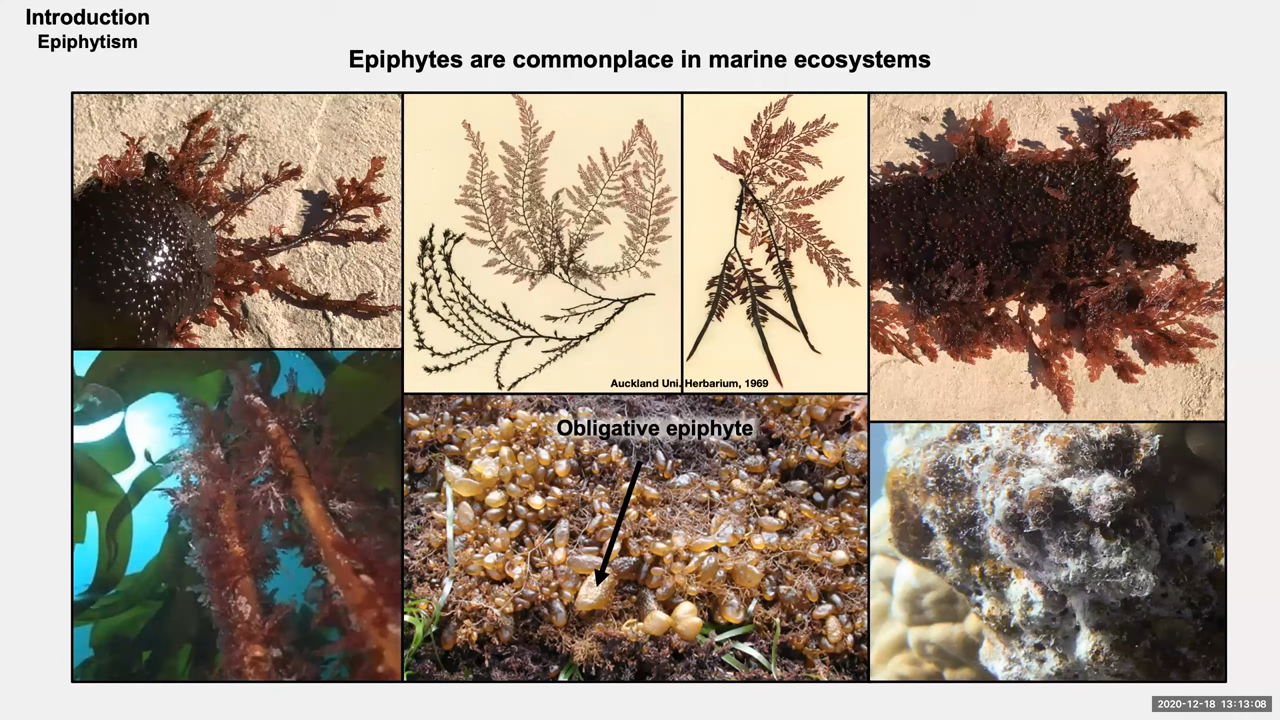 Introduction
Epiphytism
Epiphytes are commonplace in marine ecosystems
Auckland Uni. Herbarium, 1969
Obligative epiphyte
2020-12-18 13:13:08